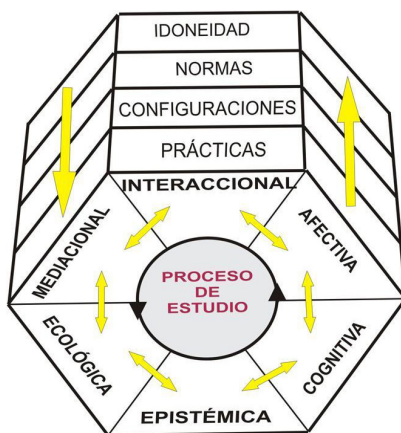 IDONEIDAD
NORMAS
CONFIGURACIONES
PRÁCTICAS
INTERACCIONAL
MEDIACIONAL
AFECTIVA
PROCESO
DE
ESTUDIO
ECOLÓGICA
COGNITIVA
EPISTÉMICA